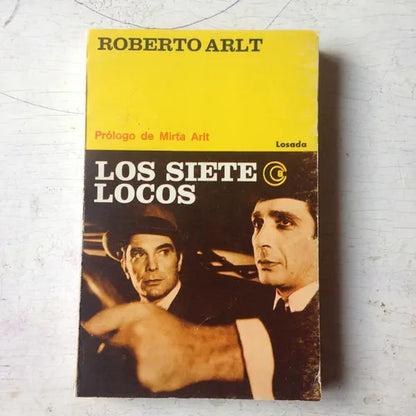 ROBERTO ARLT
Prólogo de Mirta Arlt
Losada
LOS SIETE
LOCOS